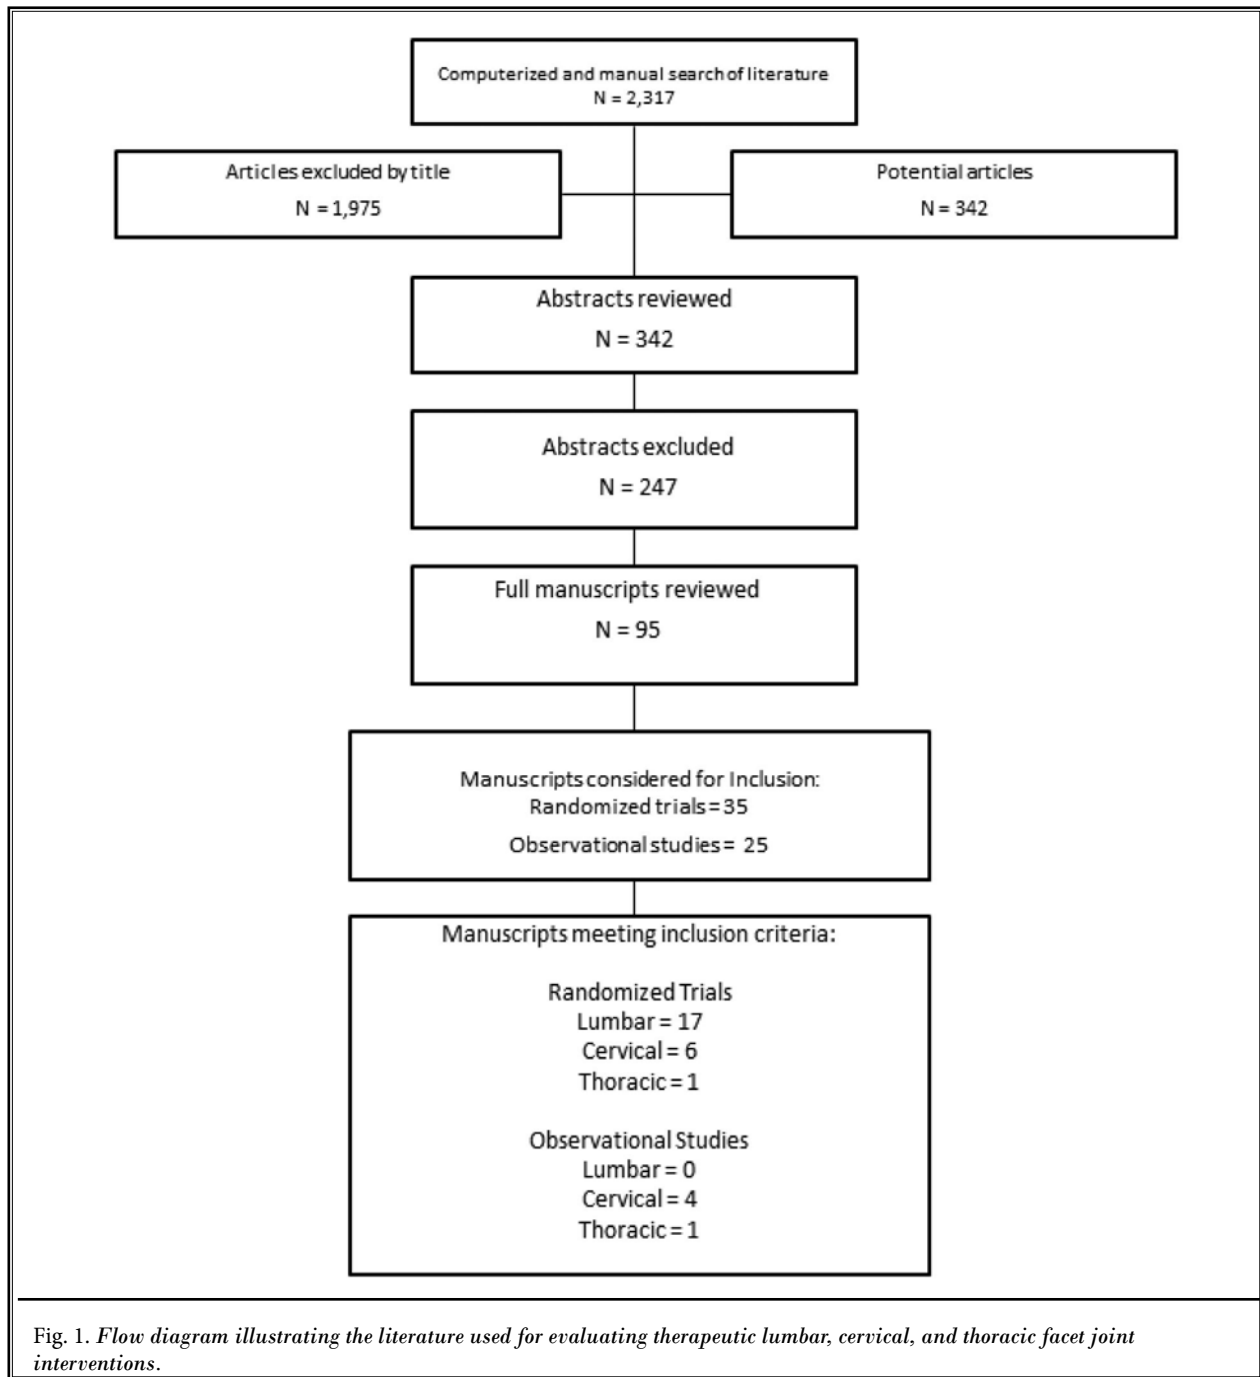 Computerized and manual search of literature
N = 2,317
Articles excluded by title
N = 1,975
Potential articles
N = 342
Abstracts reviewed
N = 342
Abstracts excluded
N = 247
Full manuscripts reviewed
N = 95
Manuscripts considered for Inclusion:
Randomized trials = 35
Observational studies = 25
Manuscripts meeting inclusion criteria:
Randomized Trials
Lumbar = 17
Cervical = 6
Thoracic = 1
Observational Studies
Lumbar = 0
Cervical = 4
Thoracic = 1
Fig. 1. Flow diagram illustrating the literature used for evaluating therapeutic lumbar, cervical, and thoracic facet joint
interventions.